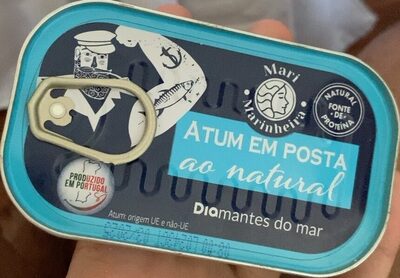 Mari
Marinheira
NATURAL
FONTE
DE
PROTEÍNA
ATUM EM POSTA
ao natural
Diamantes do mar
PRODUZIDO
EM PORTUGAL
Atum: origem UE e não-UE